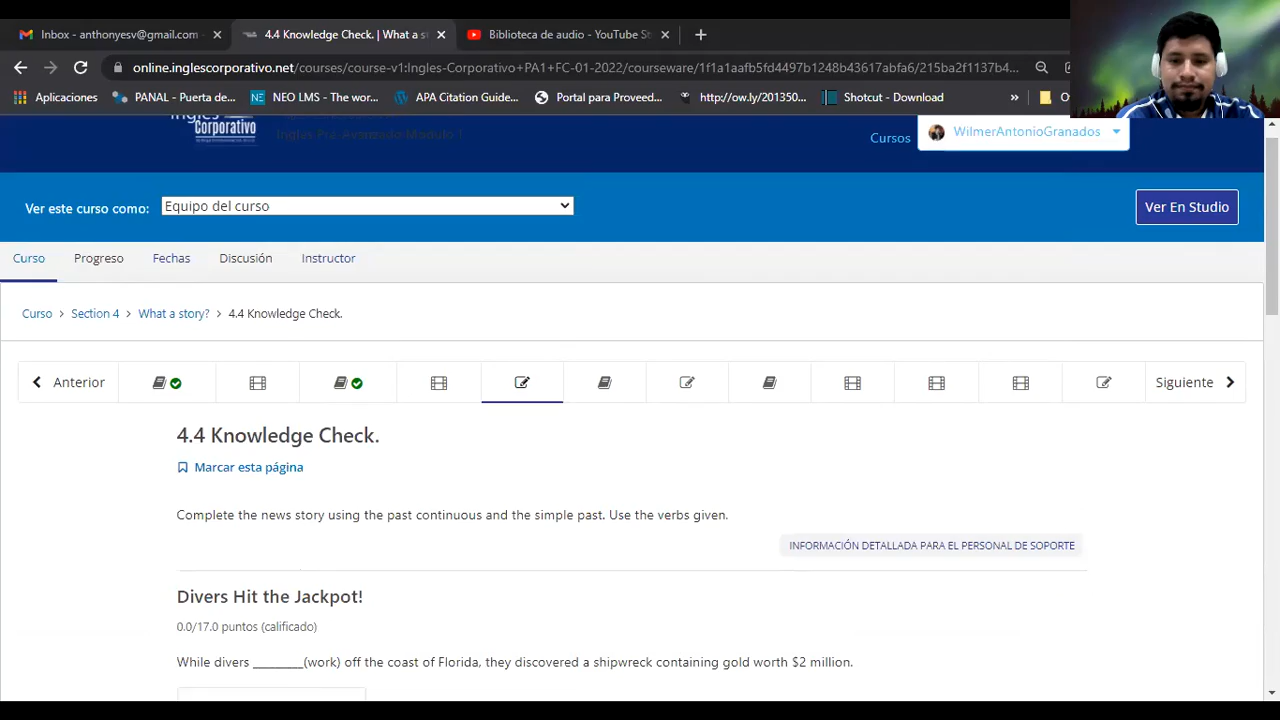 Inbox - anthonyesv@gmail.com
4.4 Knowledge Check. | What a s
Biblioteca de audio - YouTube St
online.inglescorporativo.net/courses/course-v1:Ingles-Corporativo+PA1+FC-01-2022/courseware/1f1a1aafb5fd4497b1248b43617abfa6/215ba2f1137b4...
Aplicaciones
PANAL - Puerta de...
NEO LMS - The wor...
APA Citation Guide...
Portal para Proveed...
http://ow.ly/201350...
Shotcut - Download
»
Corporativo
Inglés Pre-Avanzado Modulo 1
Cursos
WilmerAntonioGranados
Ver este curso como:
Equipo del curso
Ver En Studio
Curso
Progreso
Fechas
Discusión
Instructor
Curso > Section 4 > What a story? > 4.4 Knowledge Check.
Anterior
Siguiente
4.4 Knowledge Check.
Marcar esta página
Complete the news story using the past continuous and the simple past. Use the verbs given.
INFORMACIÓN DETALLADA PARA EL PERSONAL DE SOPORTE
Divers Hit the Jackpot!
0.0/17.0 puntos (calificado)
While divers ________(work) off the coast of Florida, they discovered a shipwreck containing gold worth $2 million.